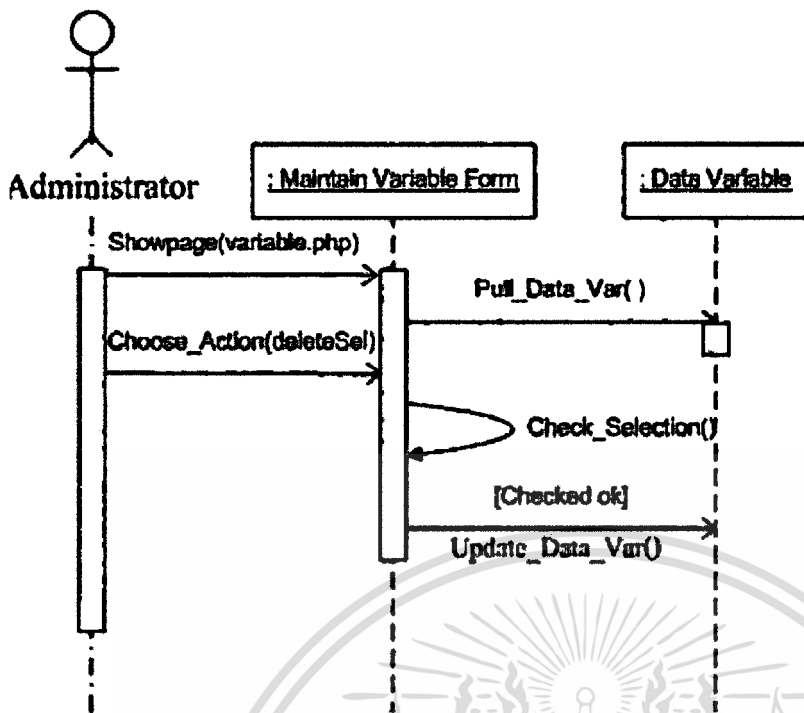 Administrator
: Maintain Variable Form
: Data Variable
Showpage(variable.php)
Pull_Data_Var( )
Choose_Action(deleteSel)
Check_Selection()
[Checked ok]
Update_Data_Var()